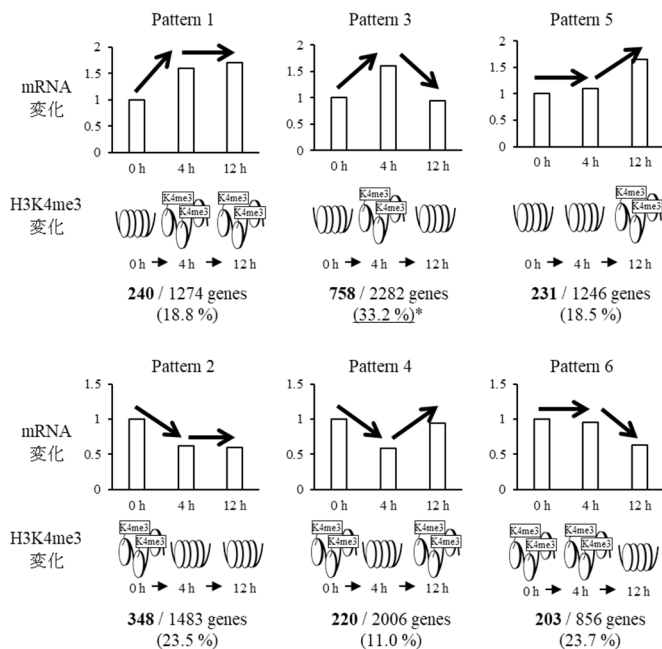 Pattern 1
Pattern 3
Pattern 5
mRNA
変化
2
1.5
1
0.5
0 h
4 h
12 h
2
1.5
1
0.5
0
0 h
4 h
12 h
2
1.5
1
0.5
0
0 h
4 h
12 h
H3K4me3
変化
K4me3
K4me3
K4me3
K4me3
K4me3
K4me3
K4me3
K4me3
0 h
4 h
12 h
0 h
4 h
12 h
0 h
4 h
12 h
240 / 1274 genes
(18.8 %)
758 / 2282 genes
(33.2 %)*
231 / 1246 genes
(18.5 %)
Pattern 2
Pattern 4
Pattern 6
mRNA
変化
1.5
1
0.5
0
0 h
4 h
12 h
1.5
1
0.5
0
0 h
4 h
12 h
1.5
1
0.5
0
0 h
4 h
12 h
H3K4me3
変化
K4me3
K4me3
K4me3
K4me3
K4me3
K4me3
K4me3
K4me3
K4me3
K4me3
0 h
4 h
12 h
0 h
4 h
12 h
0 h
4 h
12 h
348 / 1483 genes
(23.5 %)
220 / 2006 genes
(11.0 %)
203 / 856 genes
(23.7 %)